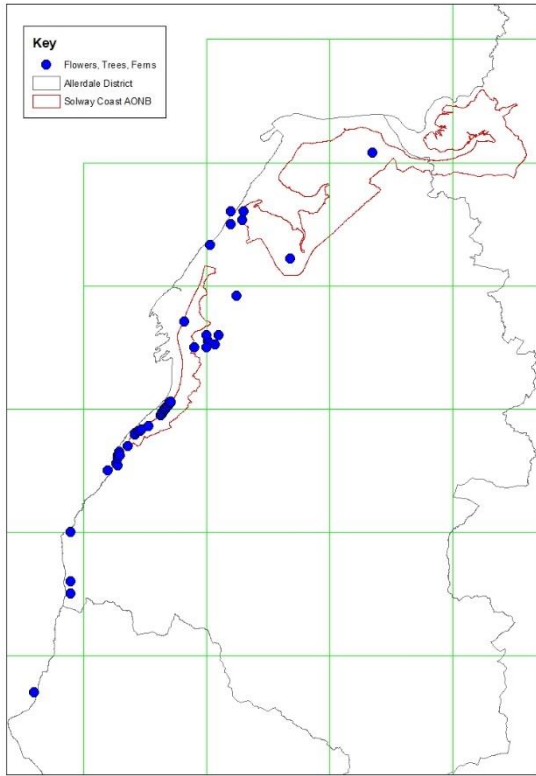 Key
Flowers, Trees, Ferns
Allerdale District
Solway Coast AONB